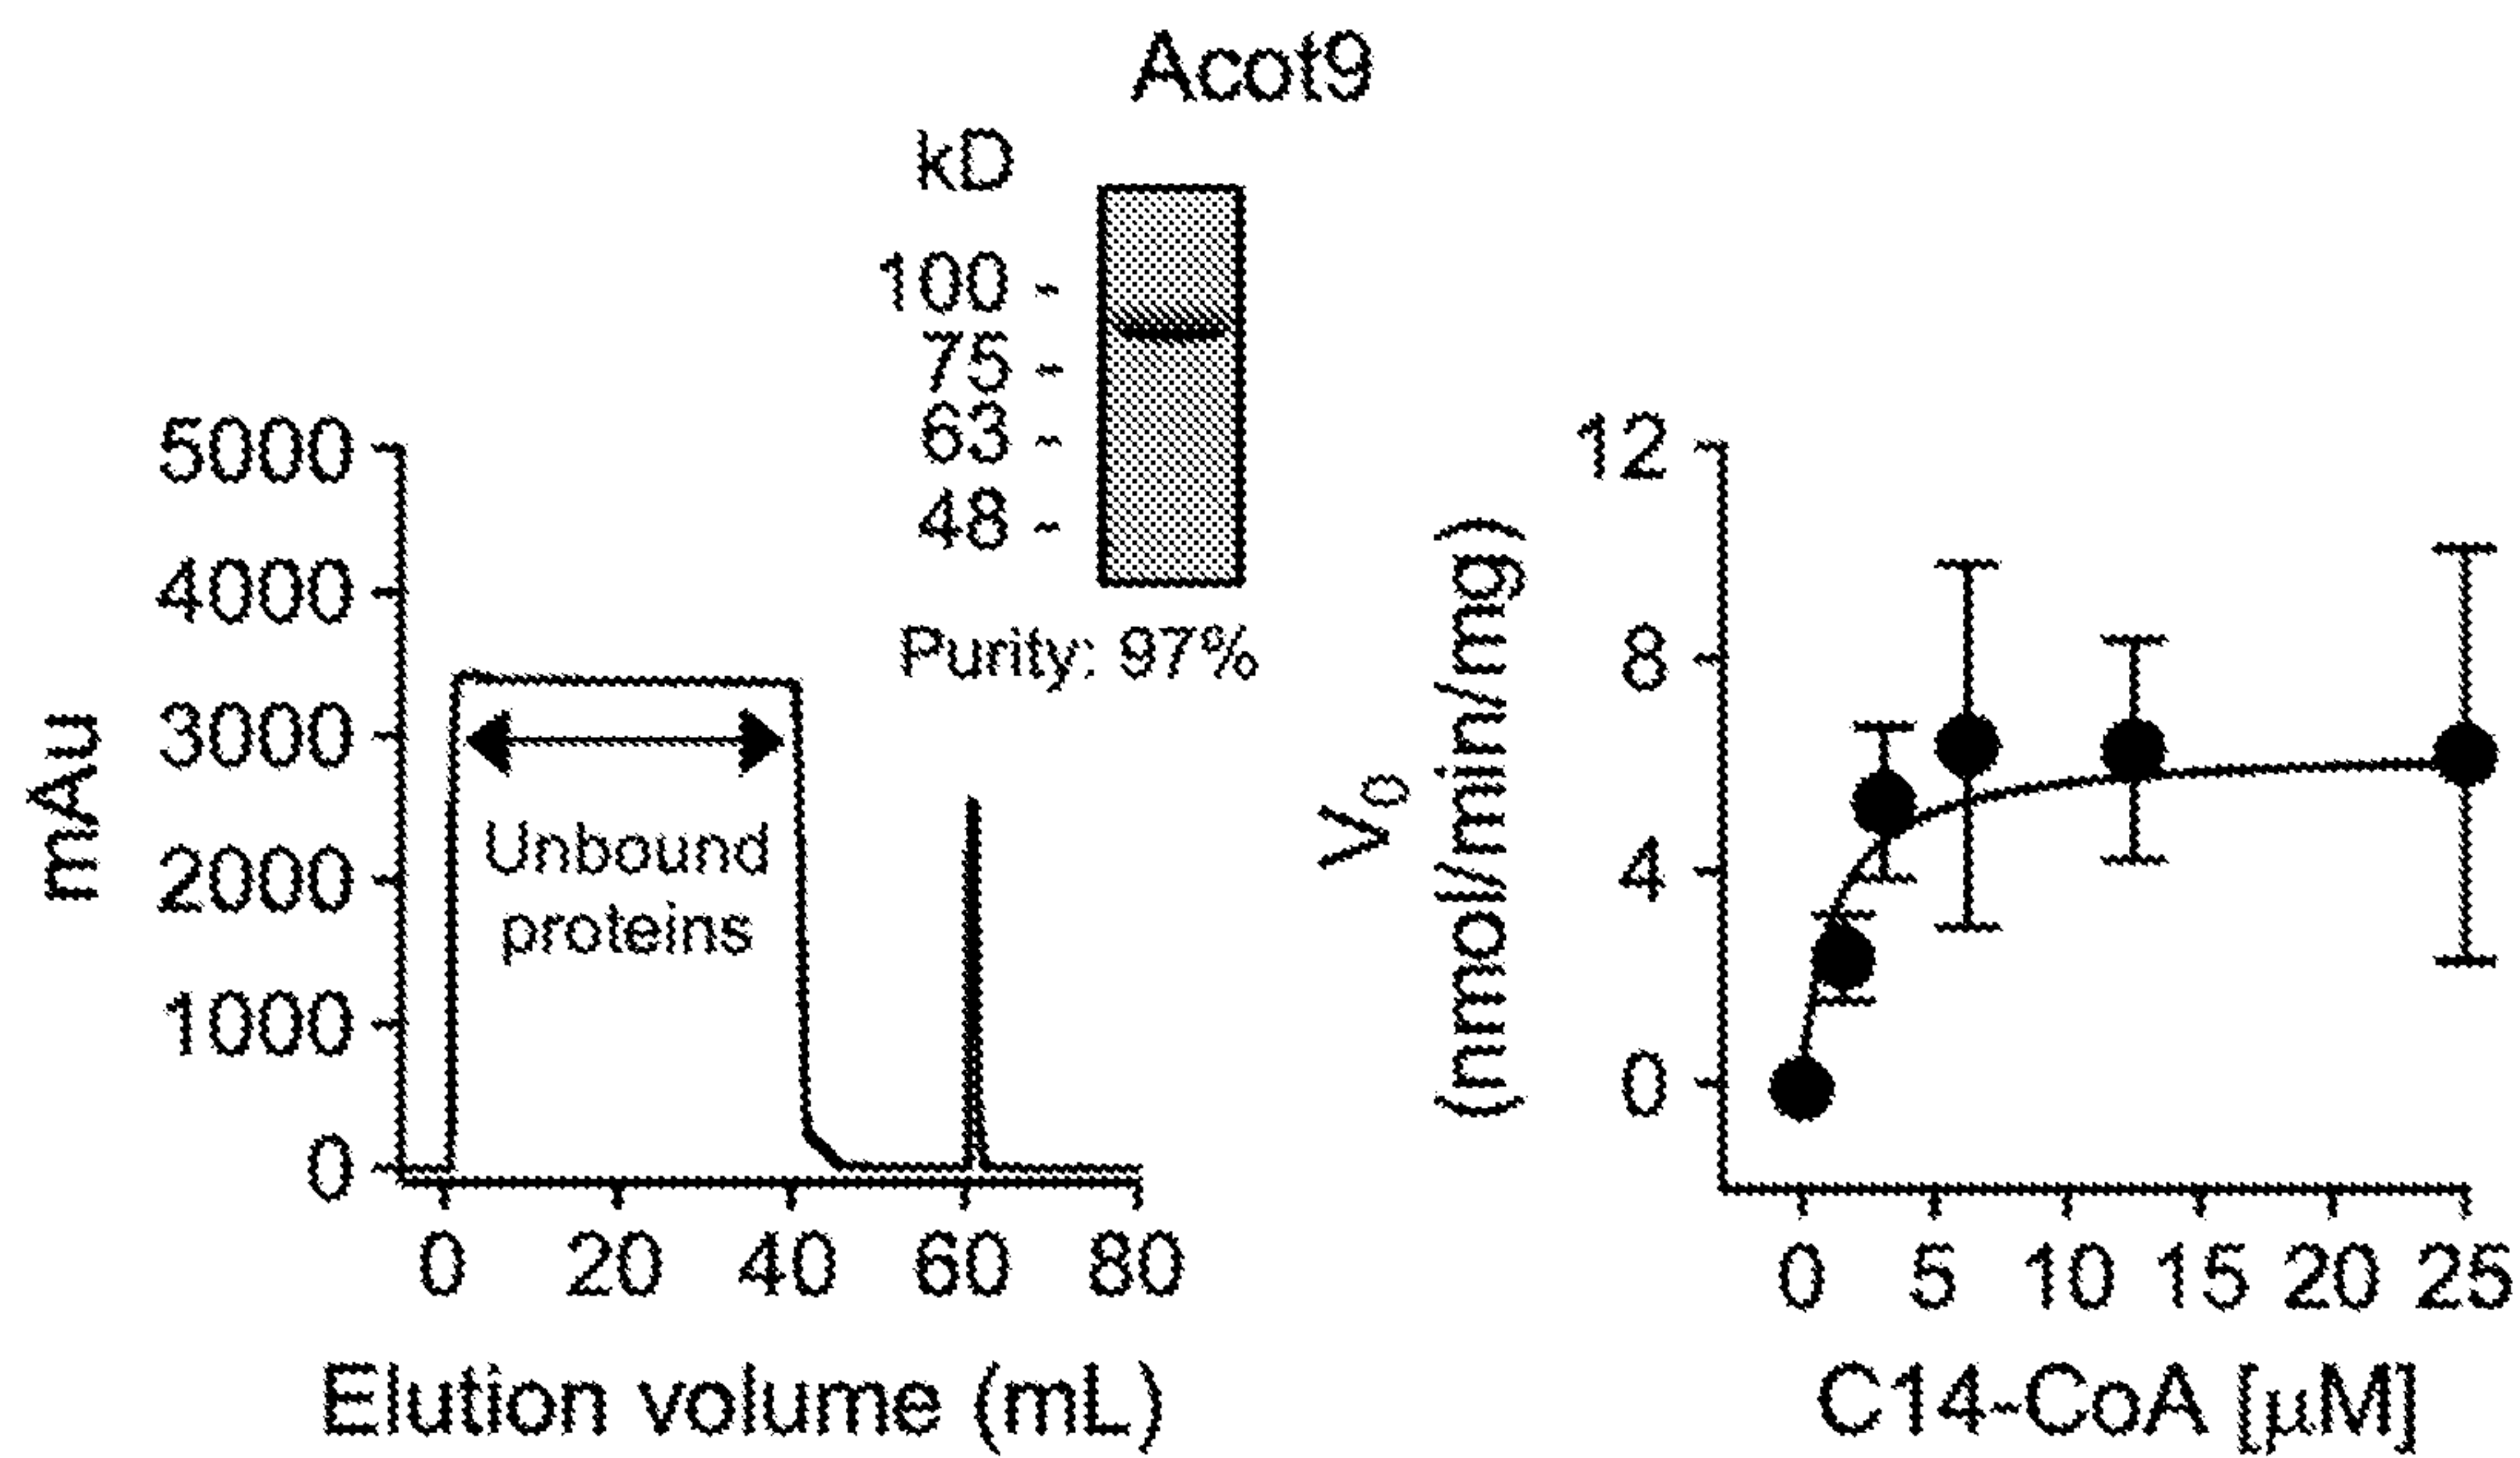 Acot9
kD
100 -
75 -
63 -
48 -
Purity: 97%
5000
4000
3000
2000
1000
0
mAu
Unbound
proteins
0 20 40 60 80
Elution volume (mL)
12
8
4
0
V0
(nmol/min/mg)
0 5 10 15 20 25
C14-CoA [µM]